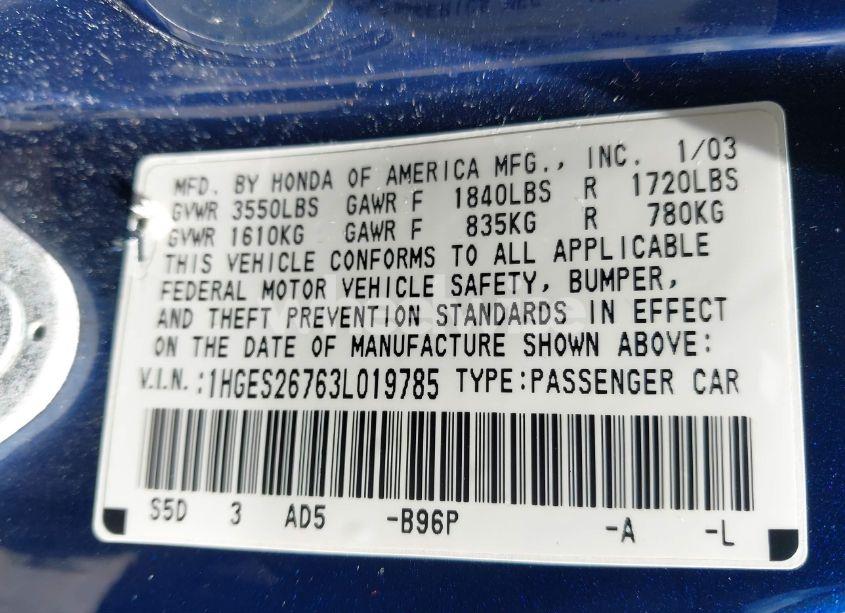 MFD. BY HONDA OF AMERICA MFG., INC. 1/03
GVWR 3550LBS GAWR F 1840LBS R 1720LBS
GVWR 1610KG GAWR F 835KG R 780KG
THIS VEHICLE CONFORMS TO ALL APPLICABLE
FEDERAL MOTOR VEHICLE SAFETY, BUMPER,
AND THEFT PREVENTION STANDARDS IN EFFECT
ON THE DATE OF MANUFACTURE SHOWN ABOVE:
V.I.N.:1HGES26763L019785 TYPE:PASSENGER CAR
S5D 3 AD5 -B96P -A -L